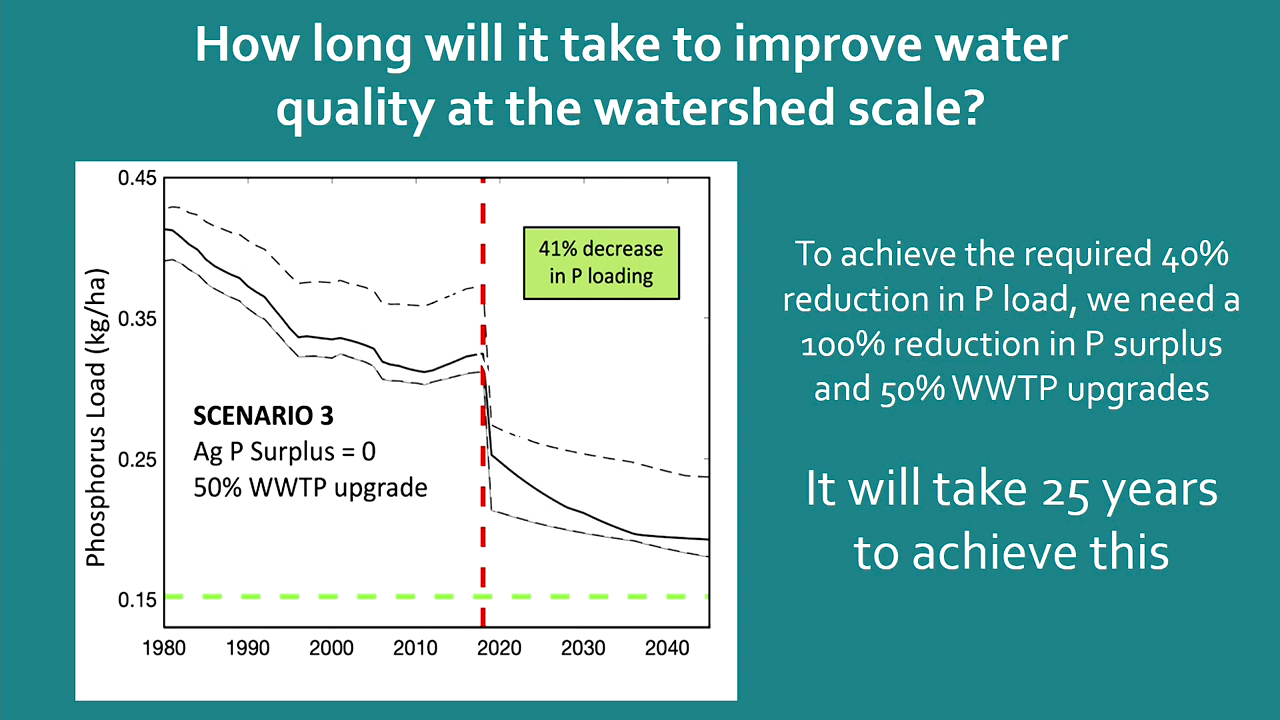 How long will it take to improve water
quality at the watershed scale?
0.45
0.35
0.25
0.15
Phosphorus Load (kg/ha)
41% decrease
in P loading
SCENARIO 3
Ag P Surplus = 0
50% WWTP upgrade
1980 1990 2000 2010 2020 2030 2040
To achieve the required 40%
reduction in P load, we need a
100% reduction in P surplus
and 50% WWTP upgrades
It will take 25 years
to achieve this